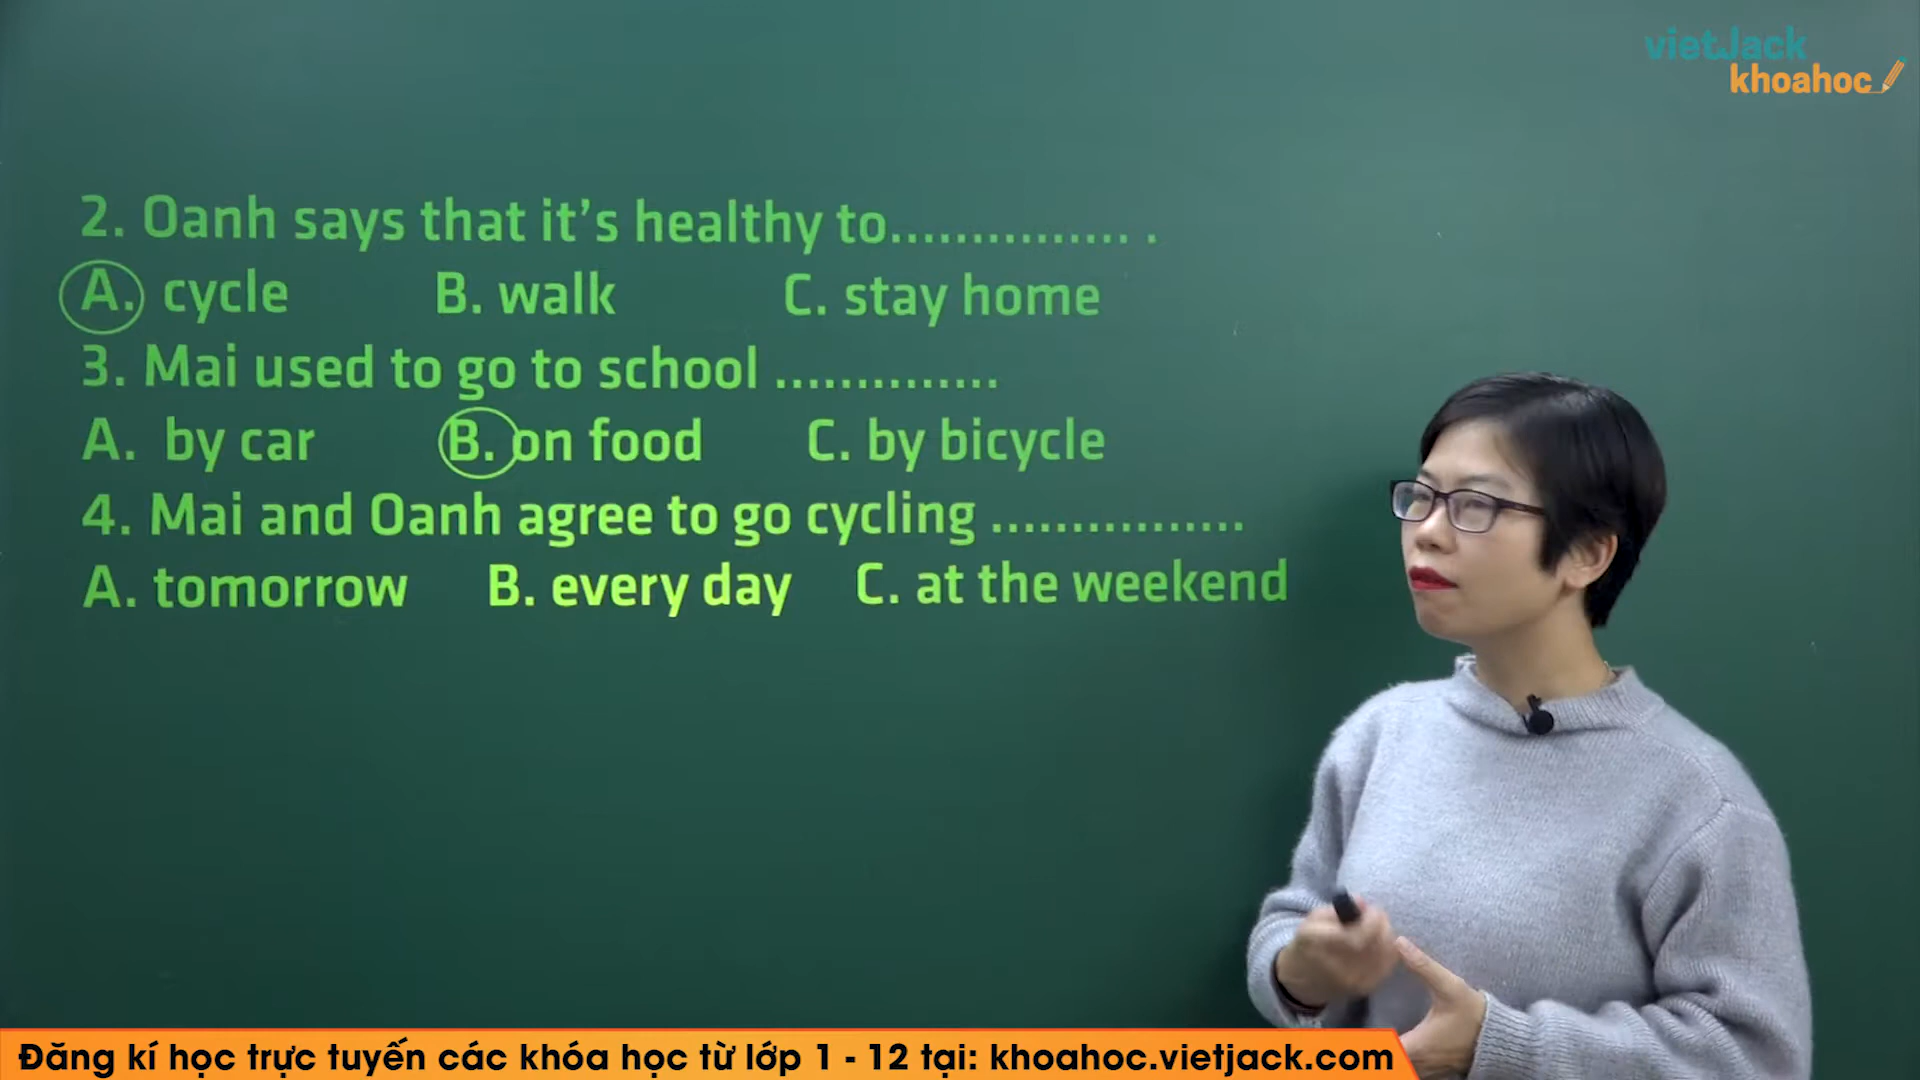 vietJack
khoahoc
2. Oanh says that it's healthy to............... .
A. cycle B. walk C. stay home
3. Mai used to go to school ..............
A. by car B. on food C. by bicycle
4. Mai and Oanh agree to go cycling ................
A. tomorrow B. every day C. at the weekend
Đăng kí học trực tuyến các khóa học từ lớp 1 - 12 tại: khoahoc.vietjack.com